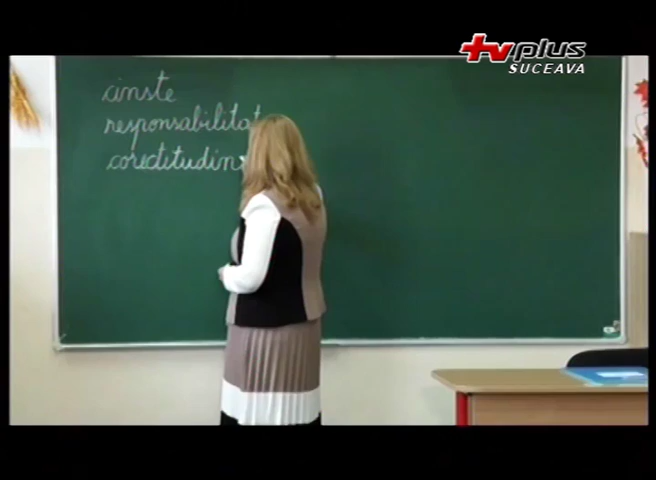 tvplus
SUCEAVA
cinste
responsabilitat
corectitudin